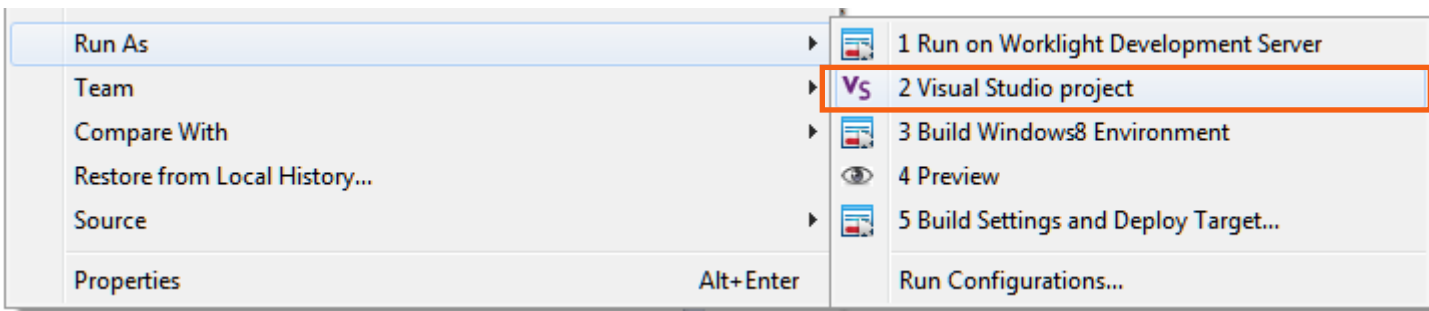 Run As
Team
Compare With
Restore from Local History...
Source
Properties Alt+Enter
1 Run on Worklight Development Server
VS 2 Visual Studio project
3 Build Windows8 Environment
4 Preview
5 Build Settings and Deploy Target...
Run Configurations...